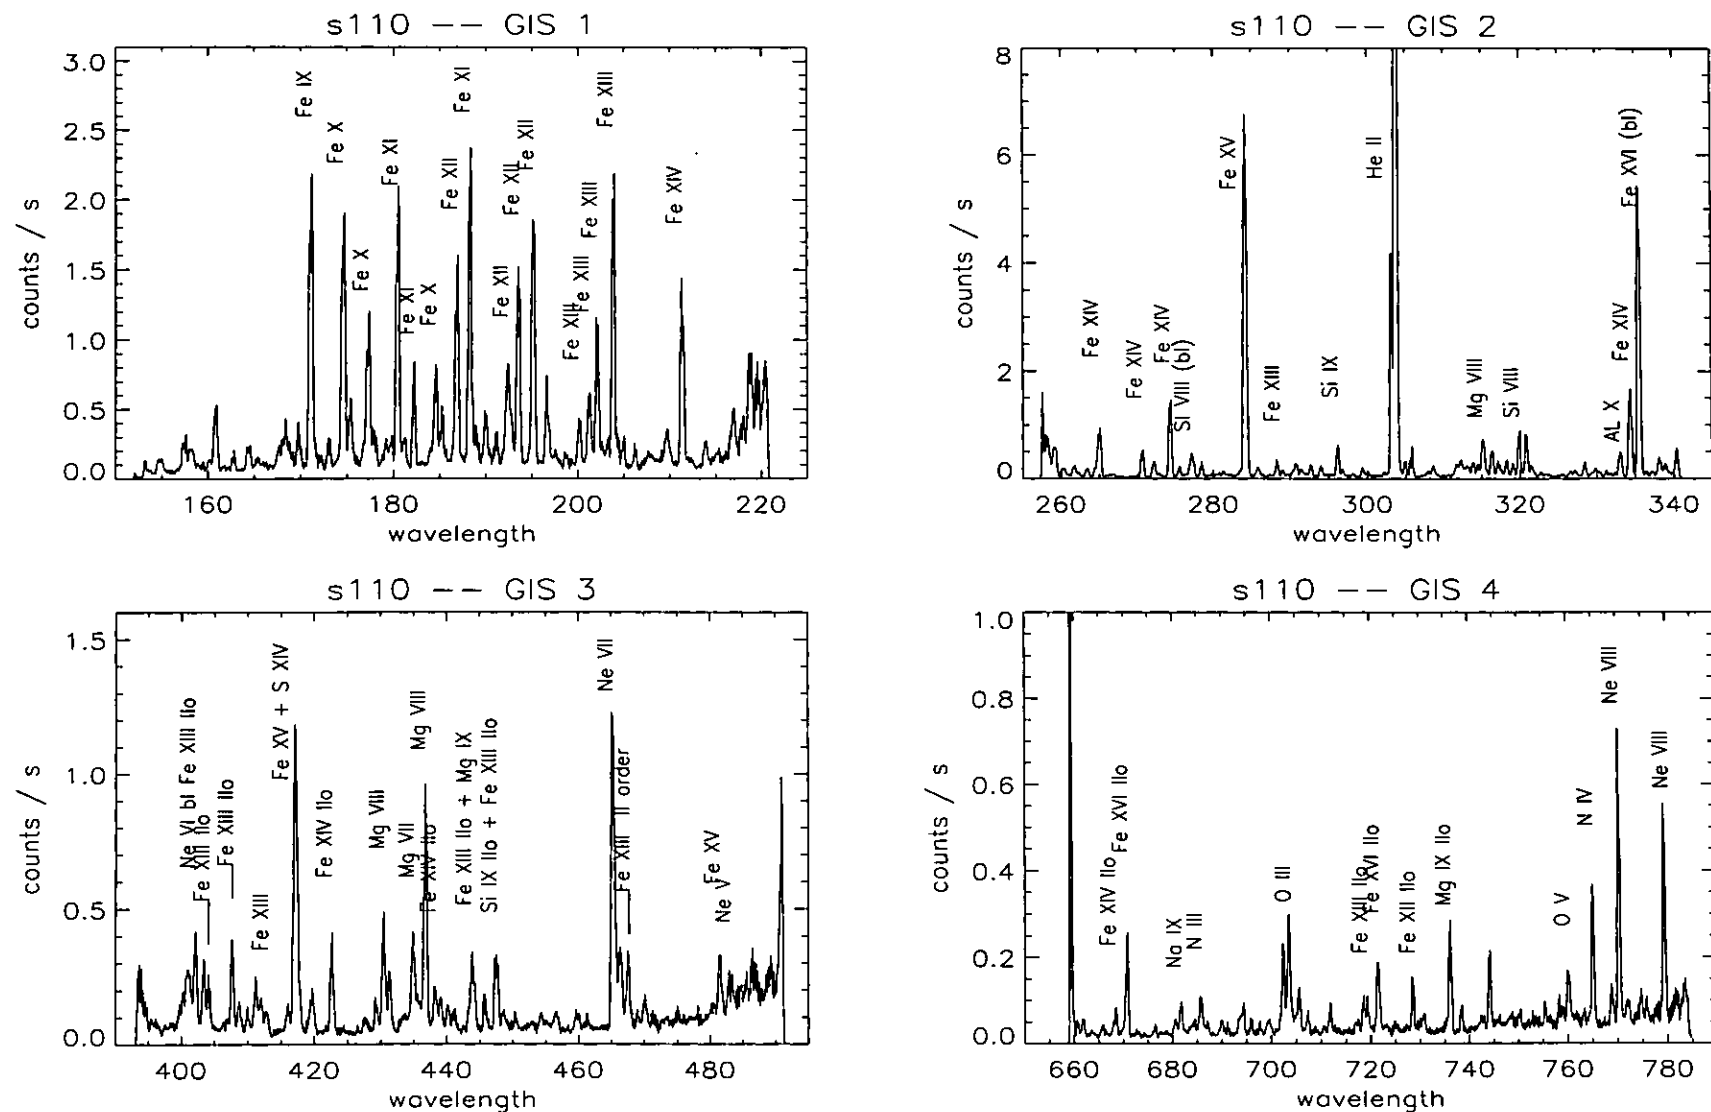 s110 -- GIS 1
counts / s
3.0
2.5
2.0
1.5
1.0
0.5
0.0
Fe IX
Fe X
Fe X
Fe XI
Fe XI
Fe X
Fe XII
Fe XI
Fe XII
Fe XII
Fe XII
Fe XIII
Fe XIII
Fe XIII
Fe XIII
Fe XIV
160
180
200
220
wavelength
s110 -- GIS 2
counts / s
8
6
4
2
0
Fe XIV
Fe XIV
Fe XIV
SI VIII (bl)
Fe XV
Fe XIII
Si IX
He II
Mg VIII
Si VIII
AL X
Fe XIV
Fe XVI (bl)
260
280
300
320
340
wavelength
s110 -- GIS 3
counts / s
1.5
1.0
0.5
0.0
Ne VI bl Fe XIII IIo
Fe XIII IIo
Fe XIII IIo
Fe XIII
Fe XV + S XIV
Fe XIV IIo
Mg VIII
Mg VII
Mg VIII
Fe XIV IIo
Fe XIII IIo + Mg IX
Si IX IIo + Fe XIII IIo
Ne VII
Fe XIII II order
Fe XV
Ne V
400
420
440
460
480
wavelength
s110 -- GIS 4
counts / s
1.0
0.8
0.6
0.4
0.2
0.0
Fe XIV IIo
Fe XVI IIo
Na IX
N III
O III
Fe XIII IIo
Fe XVI IIo
Fe XII IIo
Mg IX IIo
O V
N IV
Ne VIII
Ne VIII
660
680
700
720
740
760
780
wavelength